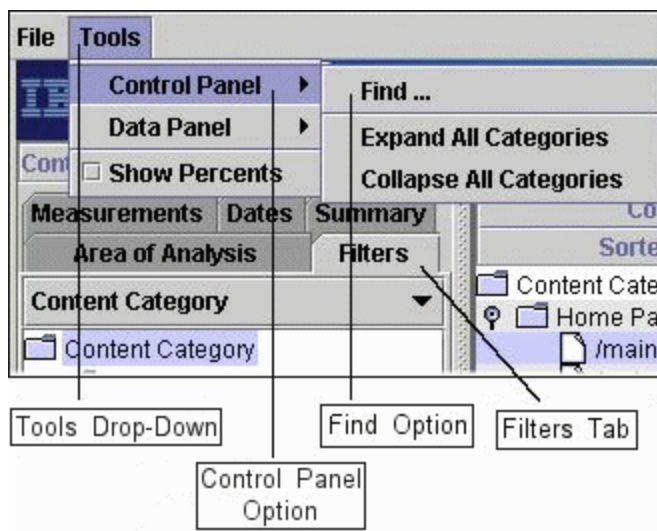 File Tools
Control Panel
Find ...
Data Panel
Expand All Categories
Show Percents
Collapse All Categories
Measurements Dates Summary
Area of Analysis Filters
Sorte
Content Category
Content Cate
Home Pa
Content Category
/main
Tools Drop-Down
Find Option
Filters Tab
Control Panel
Option